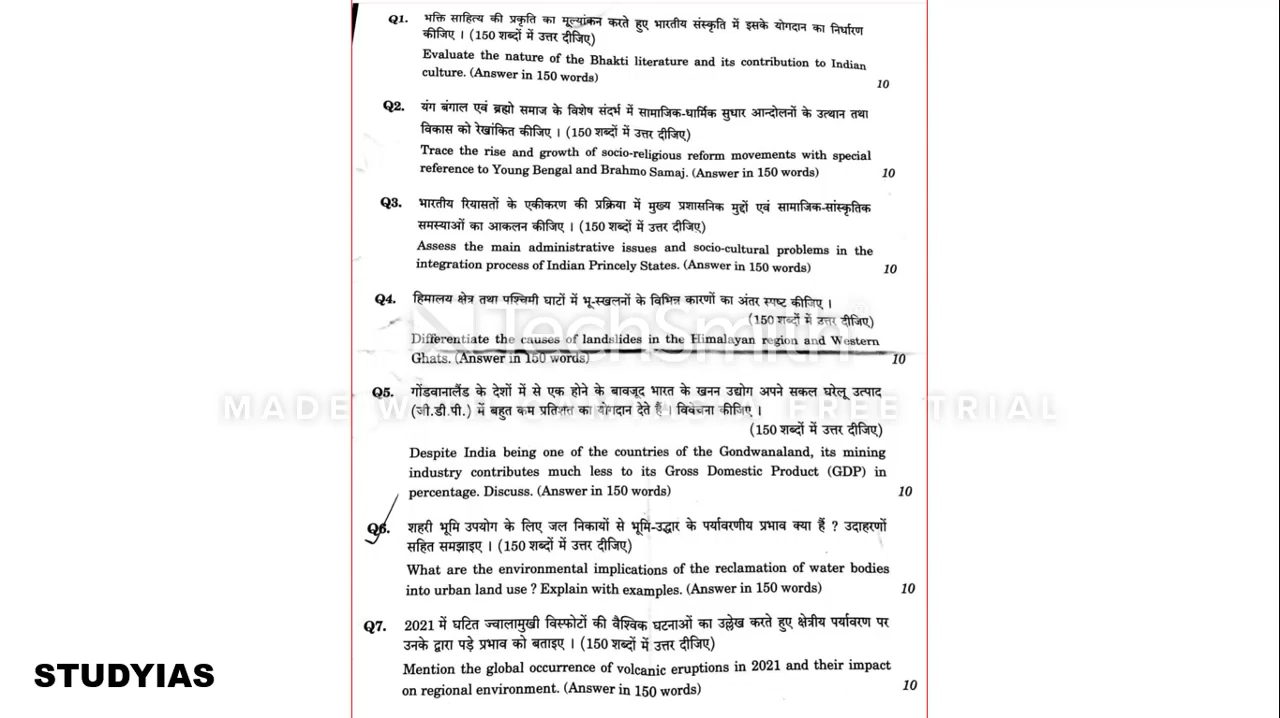 Q1. भक्ति साहित्य की प्रकृति का मूल्यांकन करते हुए भारतीय संस्कृति में इसके योगदान का निर्धारण
कीजिए । (150 शब्दों में उत्तर दीजिए)
Evaluate the nature of the Bhakti literature and its contribution to Indian
culture. (Answer in 150 words)
10
Q2. यंग बंगाल एवं ब्रह्मो समाज के विशेष संदर्भ में सामाजिक-धार्मिक सुधार आन्दोलनों के उत्थान तथा
विकास को रेखांकित कीजिए । (150 शब्दों में उत्तर दीजिए)
Trace the rise and growth of socio-religious reform movements with special
reference to Young Bengal and Brahmo Samaj. (Answer in 150 words)
10
Q3. भारतीय रियासतों के एकीकरण की प्रक्रिया में मुख्य प्रशासनिक मुद्दों एवं सामाजिक-सांस्कृतिक
समस्याओं का आकलन कीजिए । (150 शब्दों में उत्तर दीजिए)
Assess the main administrative issues and socio-cultural problems in the
integration process of Indian Princely States. (Answer in 150 words)
10
Q4. हिमालय क्षेत्र तथा पश्चिमी घाटों में भू-स्खलनों के विभिन्न कारणों का अंतर स्पष्ट कीजिए ।
(150 शब्दों में उत्तर दीजिए)
TechSmith
Differentiate the causes of landslides in the Himalayan region and Western
Ghats. (Answer in 150 words)
10
Q5. गोंडवानालैंड के देशों में से एक होने के बावजूद भारत के खनन उद्योग अपने सकल घरेलू उत्पाद
MADE WITH CAMTASIA FREE TRIAL
(जी.डी.पी.) में बहुत कम प्रतिशत का योगदान देते हैं । विवेचना कीजिए ।
(150 शब्दों में उत्तर दीजिए)
Despite India being one of the countries of the Gondwanaland, its mining
industry contributes much less to its Gross Domestic Product (GDP) in
percentage. Discuss. (Answer in 150 words)
10
Q6. शहरी भूमि उपयोग के लिए जल निकायों से भूमि-उद्धार के पर्यावरणीय प्रभाव क्या हैं ? उदाहरणों
सहित समझाइए । (150 शब्दों में उत्तर दीजिए)
What are the environmental implications of the reclamation of water bodies
into urban land use ? Explain with examples. (Answer in 150 words)
10
Q7. 2021 में घटित ज्वालामुखी विस्फोटों की वैश्विक घटनाओं का उल्लेख करते हुए क्षेत्रीय पर्यावरण पर
उनके द्वारा पड़े प्रभाव को बताइए । (150 शब्दों में उत्तर दीजिए)
Mention the global occurrence of volcanic eruptions in 2021 and their impact
on regional environment. (Answer in 150 words)
10
STUDYIAS